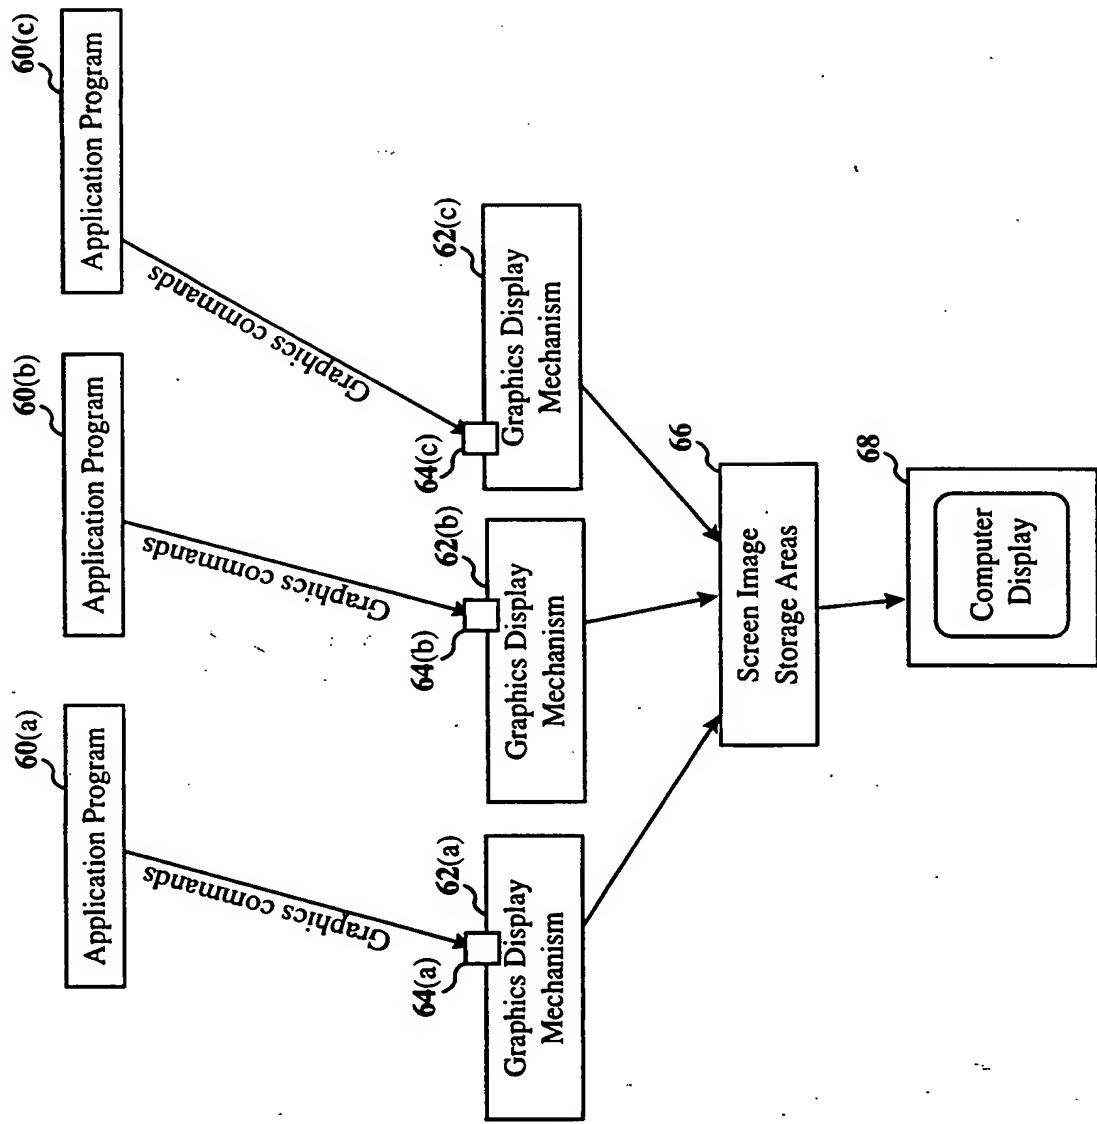 60(a)
Application Program
60(b)
Application Program
60(c)
Application Program
Graphics commands
Graphics commands
Graphics commands
64(a)
62(a)
Graphics Display
Mechanism
64(b)
62(b)
Graphics Display
Mechanism
64(c)
62(c)
Graphics Display
Mechanism
66
Screen Image
Storage Areas
68
Computer
Display